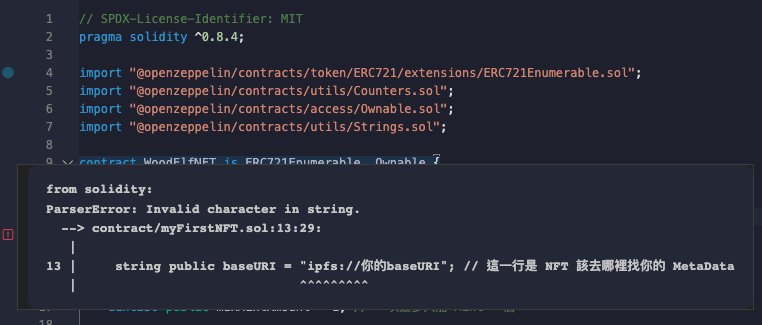 1 // SPDX-License-Identifier: MIT
2 pragma solidity ^0.8.4;
3
4 import "@openzeppelin/contracts/token/ERC721/extensions/ERC721Enumerable.sol";
5 import "@openzeppelin/contracts/utils/Counters.sol";
6 import "@openzeppelin/contracts/access/Ownable.sol";
7 import "@openzeppelin/contracts/utils/Strings.sol";
8
9 contract WoodElfNFT is ERC721Enumerable, Ownable {
from solidity:
ParserError: Invalid character in string.
--> contract/myFirstNFT.sol:13:29:
|
13 | string public baseURI = "ipfs://你的baseURI"; // 這一行是 NFT 該去哪裡找你的 MetaData
| ^^^^^^^^^
18